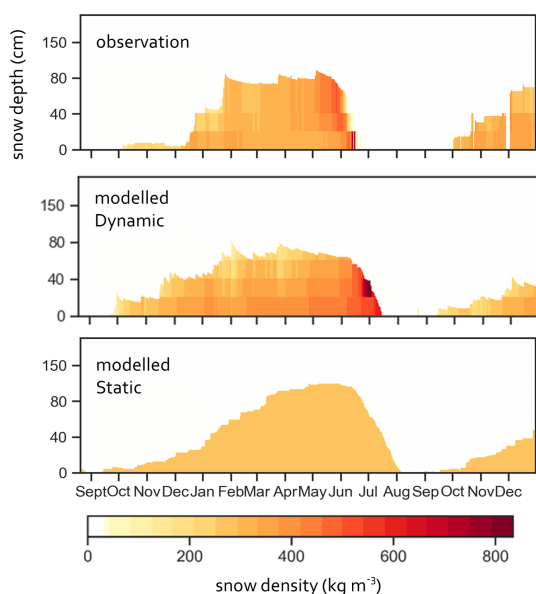 snow depth (cm)
observation
150
80
40
0
modelled
Dynamic
150
80
40
0
modelled
Static
150
80
40
0
Sept Oct Nov Dec Jan Feb Mar Apr May Jun Jul Aug Sep Oct Nov Dec
0 200 400 600 800
snow density (kg m⁻³)